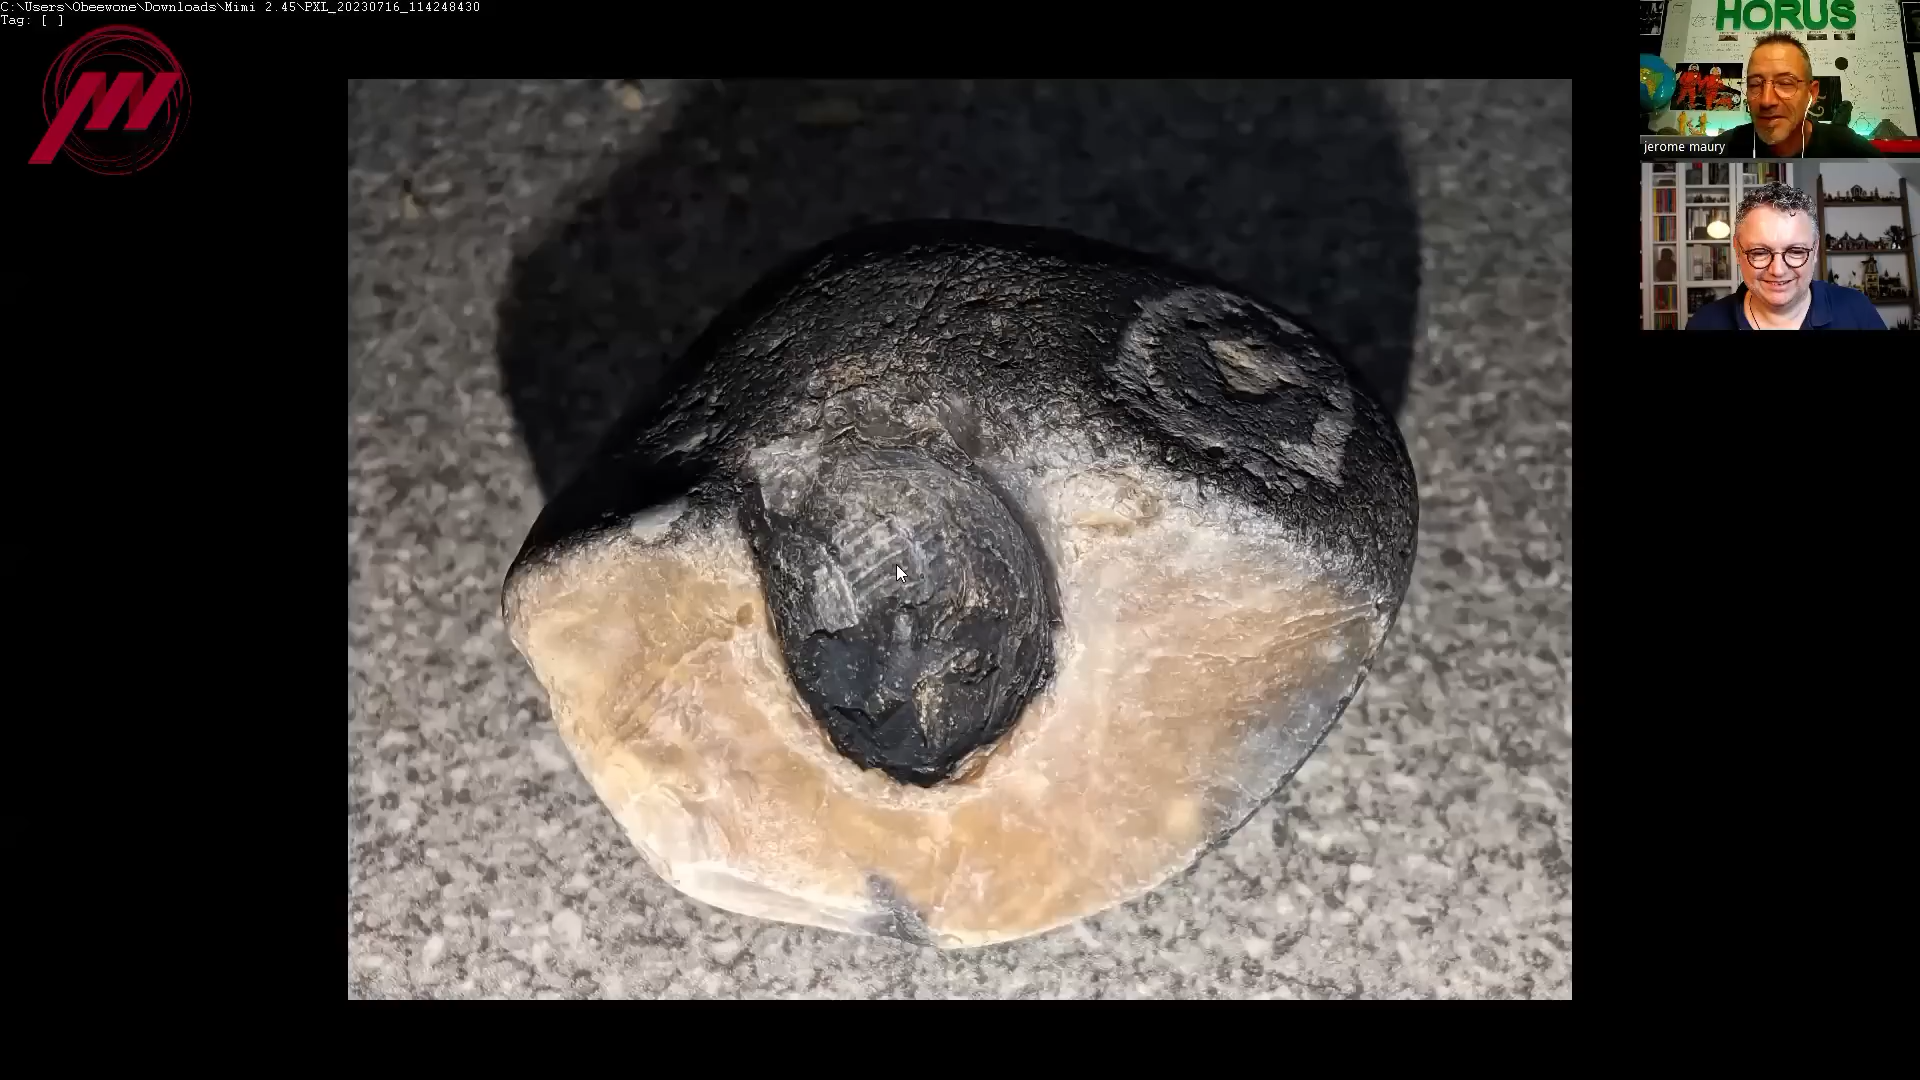 C:\Users\Obeewone\Downloads\Mimi 2.45\PXL_20230716_114248430
Tag: [ ]
HORUS
jerome maury